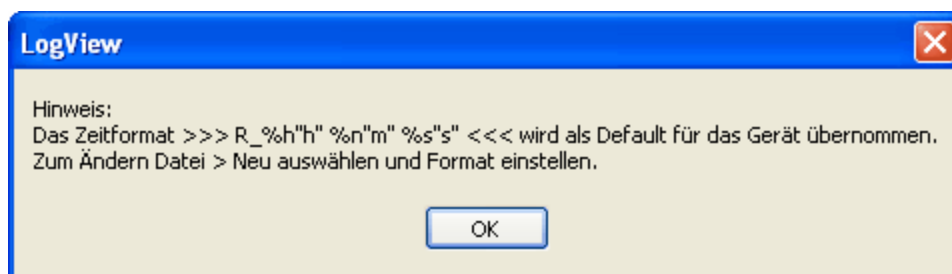 LogView
Hinweis:
Das Zeitformat >>> R_%h"h" %n"m" %s"s" <<< wird als Default für das Gerät übernommen.
Zum Ändern Datei > Neu auswählen und Format einstellen.
OK